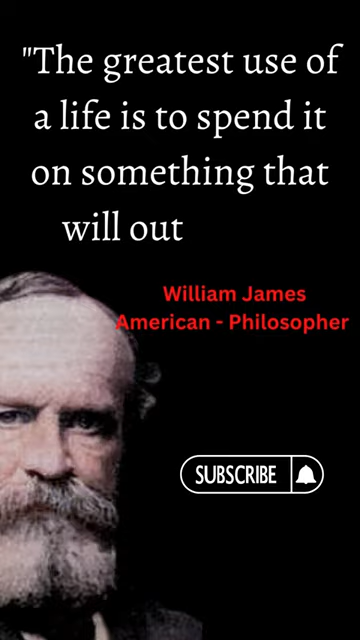 "The greatest use of
a life is to spend it
on something that
will out
William James
American - Philosopher
SUBSCRIBE